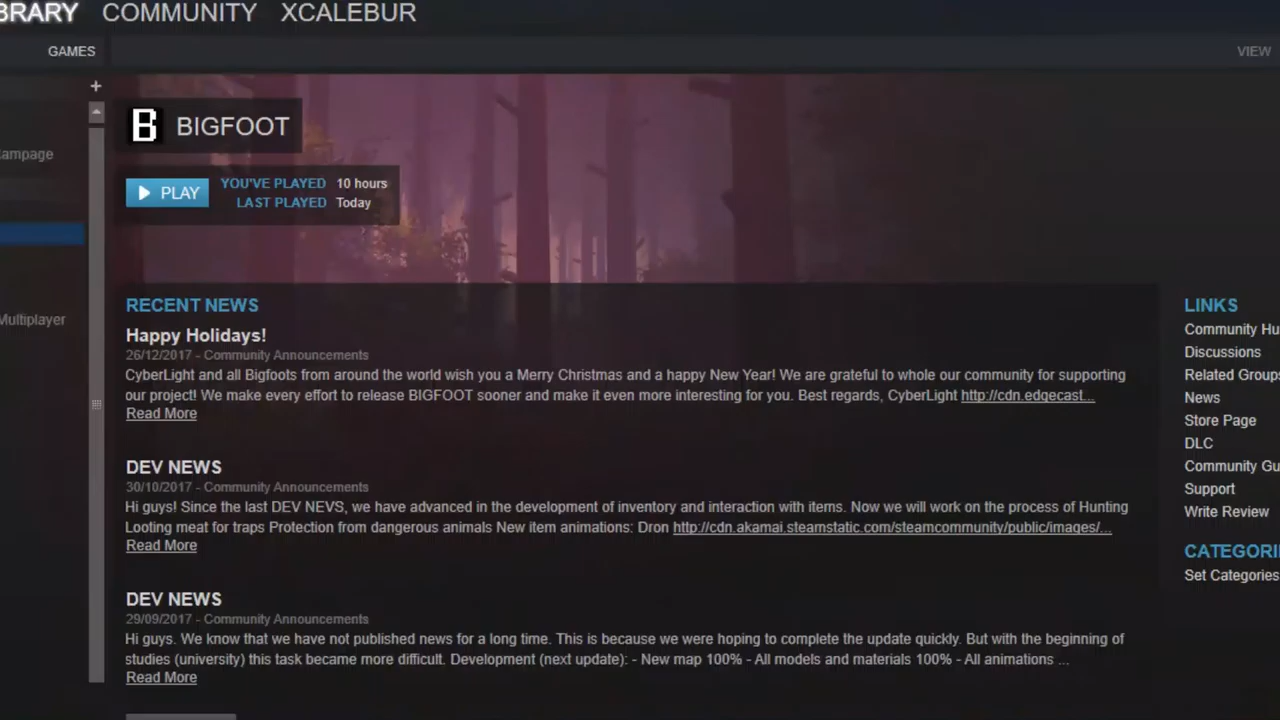 BRARY COMMUNITY XCALEBUR
GAMES VIEW
+
ampage
Multiplayer
B BIGFOOT
PLAY YOU'VE PLAYED 10 hours
LAST PLAYED Today
RECENT NEWS
Happy Holidays!
26/12/2017 - Community Announcements
CyberLight and all Bigfoots from around the world wish you a Merry Christmas and a happy New Year! We are grateful to whole our community for supporting
our project! We make every effort to release BIGFOOT sooner and make it even more interesting for you. Best regards, CyberLight http://cdn.edgecast...
Read More
DEV NEWS
30/10/2017 - Community Announcements
Hi guys! Since the last DEV NEVS, we have advanced in the development of inventory and interaction with items. Now we will work on the process of Hunting
Looting meat for traps Protection from dangerous animals New item animations: Dron http://cdn.akamai.steamstatic.com/steamcommunity/public/images/...
Read More
DEV NEWS
29/09/2017 - Community Announcements
Hi guys. We know that we have not published news for a long time. This is because we were hoping to complete the update quickly. But with the beginning of
studies (university) this task became more difficult. Development (next update): - New map 100% - All models and materials 100% - All animations ...
Read More
LINKS
Community Hu
Discussions
Related Groups
News
Store Page
DLC
Community Gu
Support
Write Review
CATEGORI
Set Categories